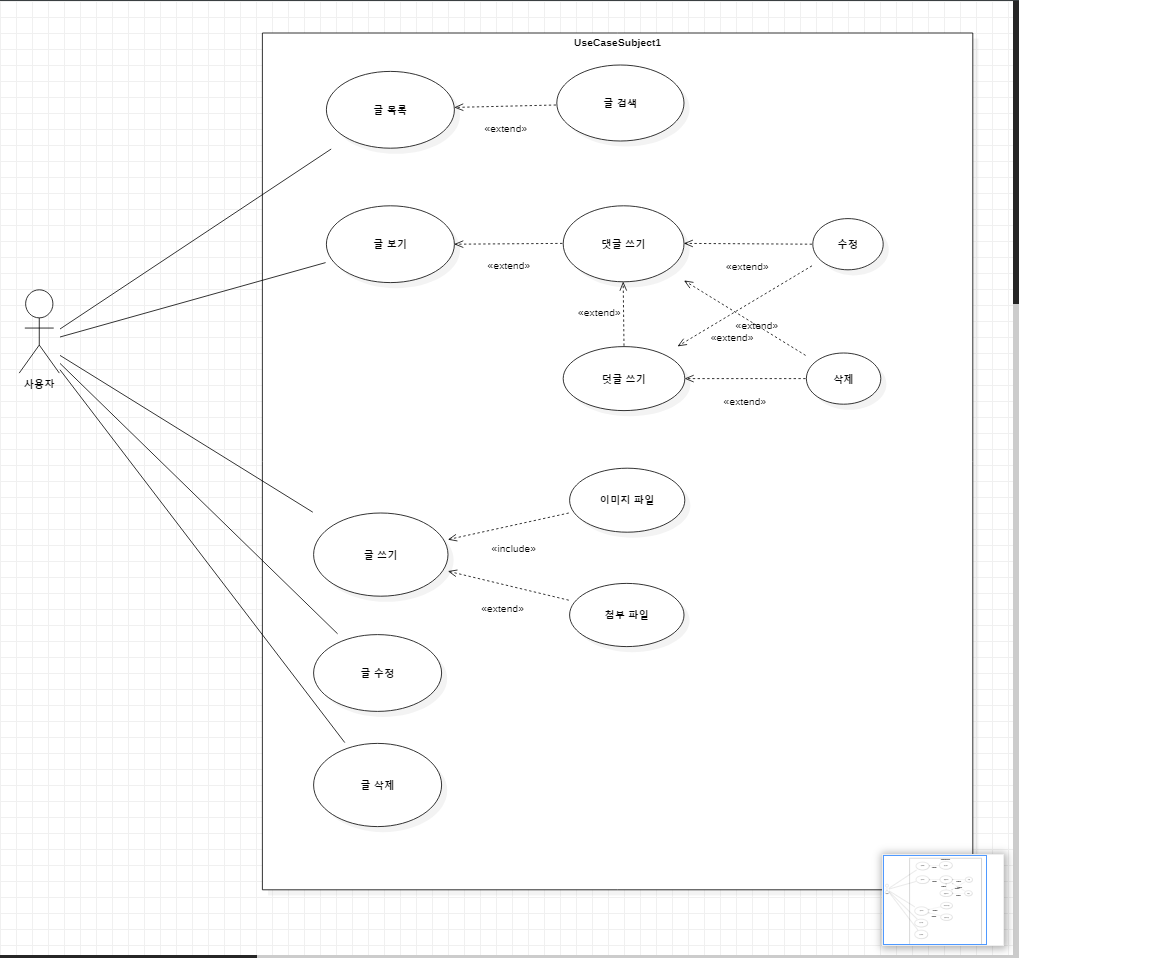 UseCaseSubject1
글 목록
글 검색
«extend»
글 보기
댓글 쓰기
수정
«extend»
«extend»
«extend»
«extend»
«extend»
사용자
덧글 쓰기
삭제
«extend»
이미지 파일
글 쓰기
«include»
첨부 파일
«extend»
글 수정
글 삭제